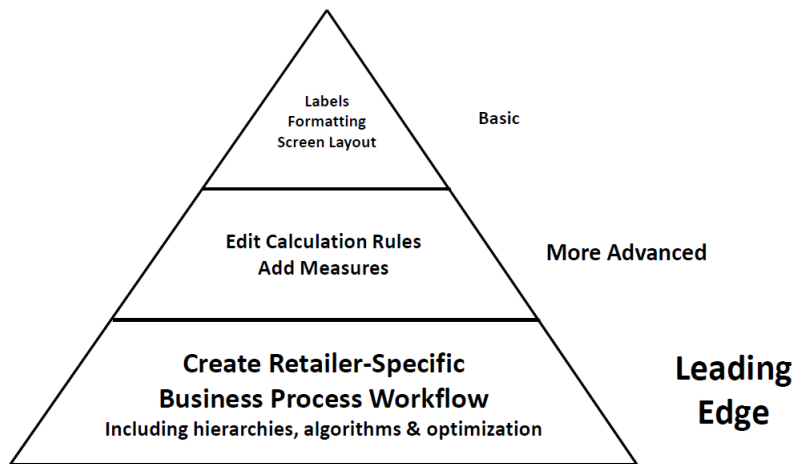 Labels
Formatting
Screen Layout
Basic
Edit Calculation Rules
Add Measures
More Advanced
Create Retailer-Specific
Business Process Workflow
Including hierarchies, algorithms & optimization
Leading
Edge